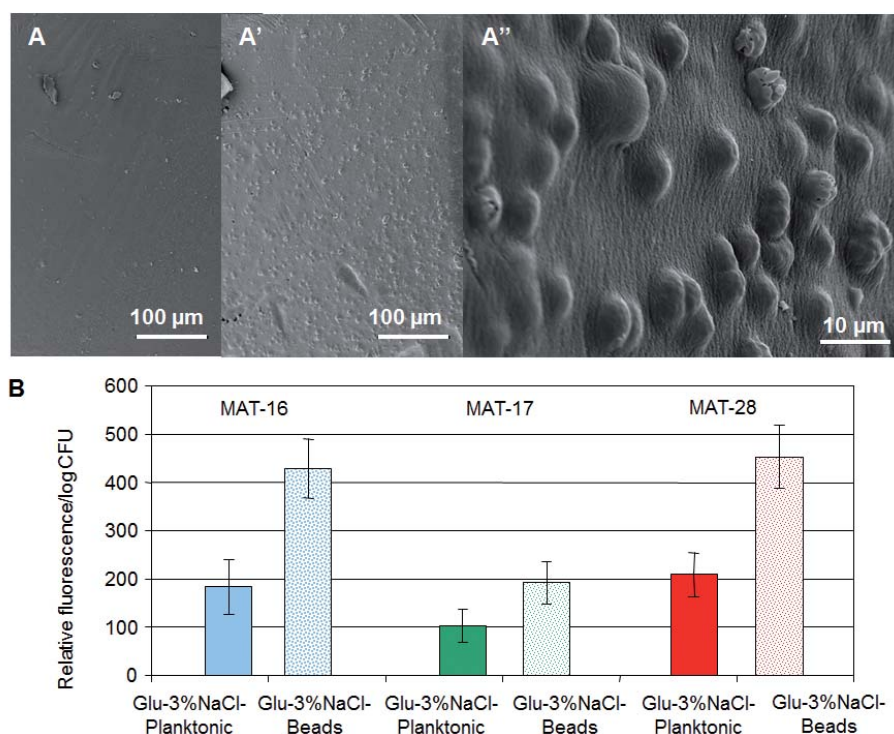 A
A’
A’’
100 µm
100 µm
10 µm
B
600
500
400
300
200
100
0
Relative fluorescence/log CFU
MAT-16
MAT-17
MAT-28
Glu-3%NaCl-
Planktonic
Glu-3%NaCl-
Beads
Glu-3%NaCl-
Planktonic
Glu-3%NaCl-
Beads
Glu-3%NaCl-
Planktonic
Glu-3%NaCl-
Beads